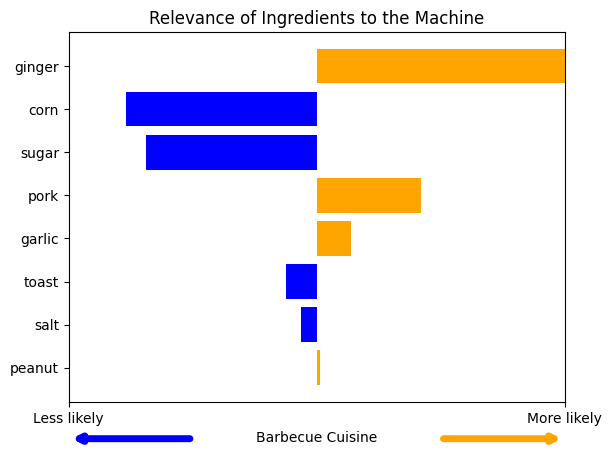 Relevance of Ingredients to the Machine
ginger
corn
sugar
pork
garlic
toast
salt
peanut
Less likely
More likely
Barbecue Cuisine